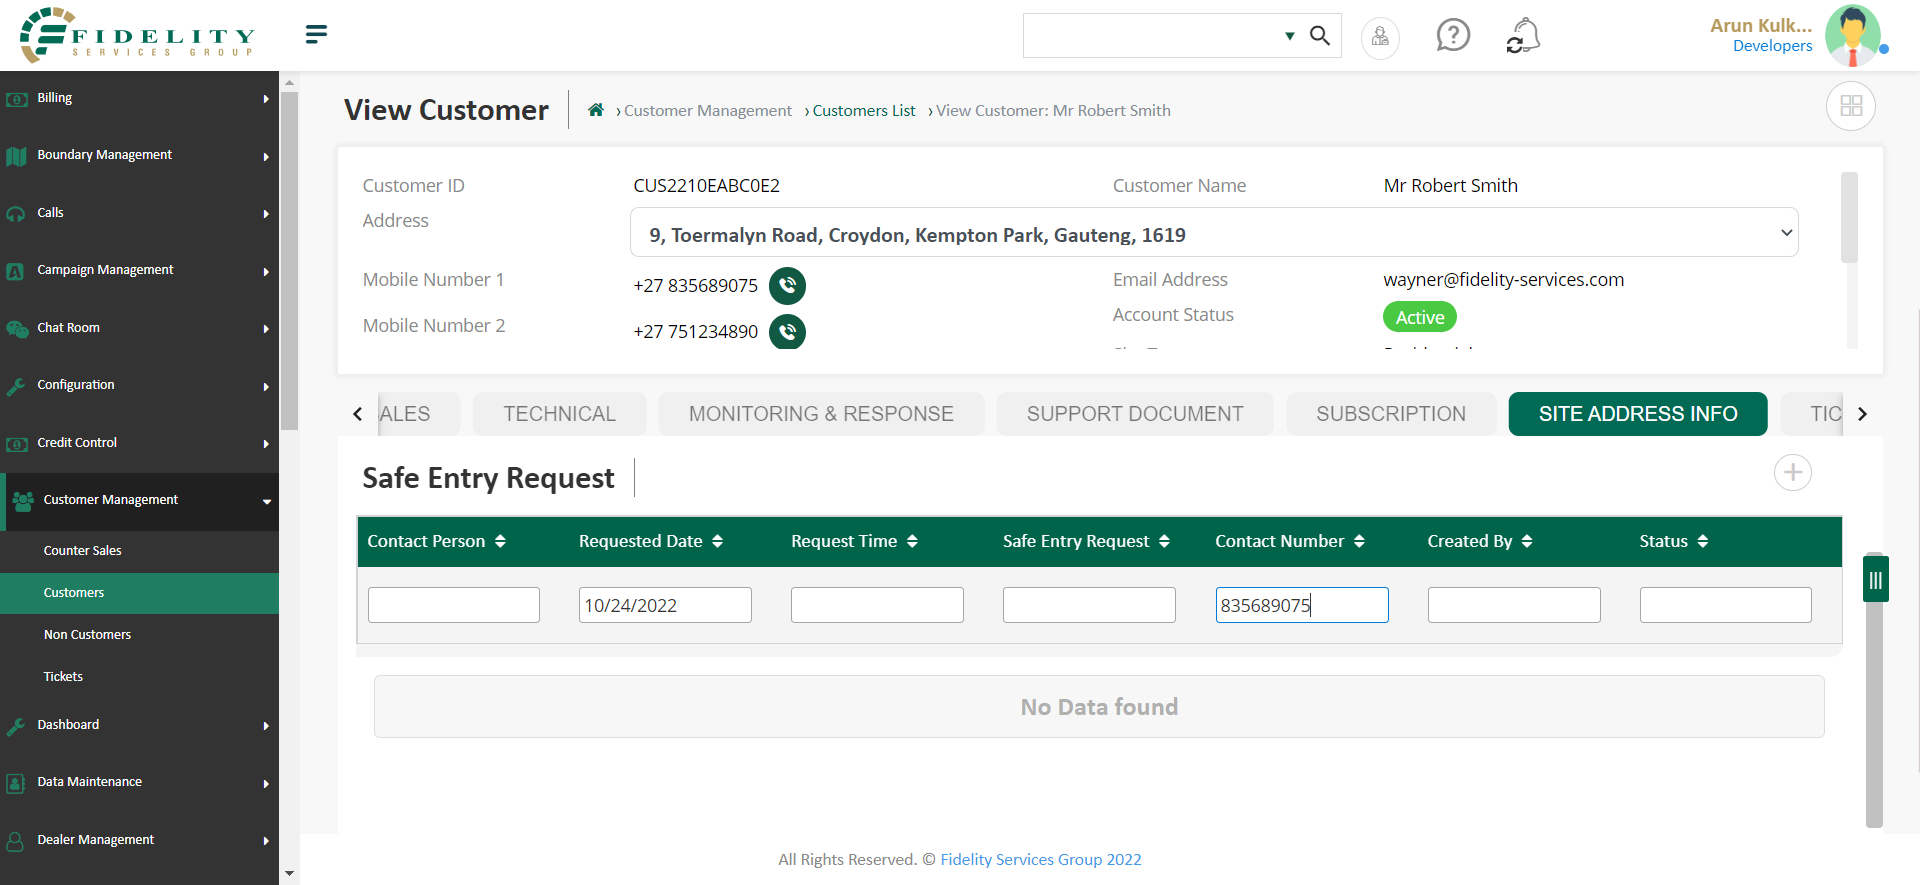 FIDELITY
SERVICES GROUP
Arun Kulk...
Developers
Billing
Boundary Management
Calls
Campaign Management
Chat Room
Configuration
Credit Control
Customer Management
Counter Sales
Customers
Non Customers
Tickets
Dashboard
Data Maintenance
Dealer Management
View Customer
› Customer Management › Customers List › View Customer: Mr Robert Smith
Customer ID CUS2210EABC0E2 Customer Name Mr Robert Smith
Address 9, Toermalyn Road, Croydon, Kempton Park, Gauteng, 1619
Mobile Number 1 +27 835689075 Email Address wayner@fidelity-services.com
Account Status Active
Mobile Number 2 +27 751234890
ALES TECHNICAL MONITORING & RESPONSE SUPPORT DOCUMENT SUBSCRIPTION SITE ADDRESS INFO TIC
Safe Entry Request
Contact Person Requested Date Request Time Safe Entry Request Contact Number Created By Status
10/24/2022 835689075
No Data found
All Rights Reserved. © Fidelity Services Group 2022